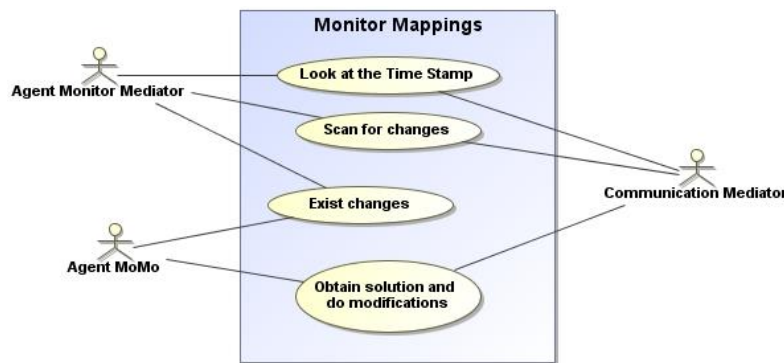 Monitor Mappings
Look at the Time Stamp
Agent Monitor Mediator
Scan for changes
Communication Mediator
Exist changes
Agent MoMo
Obtain solution and
do modifications